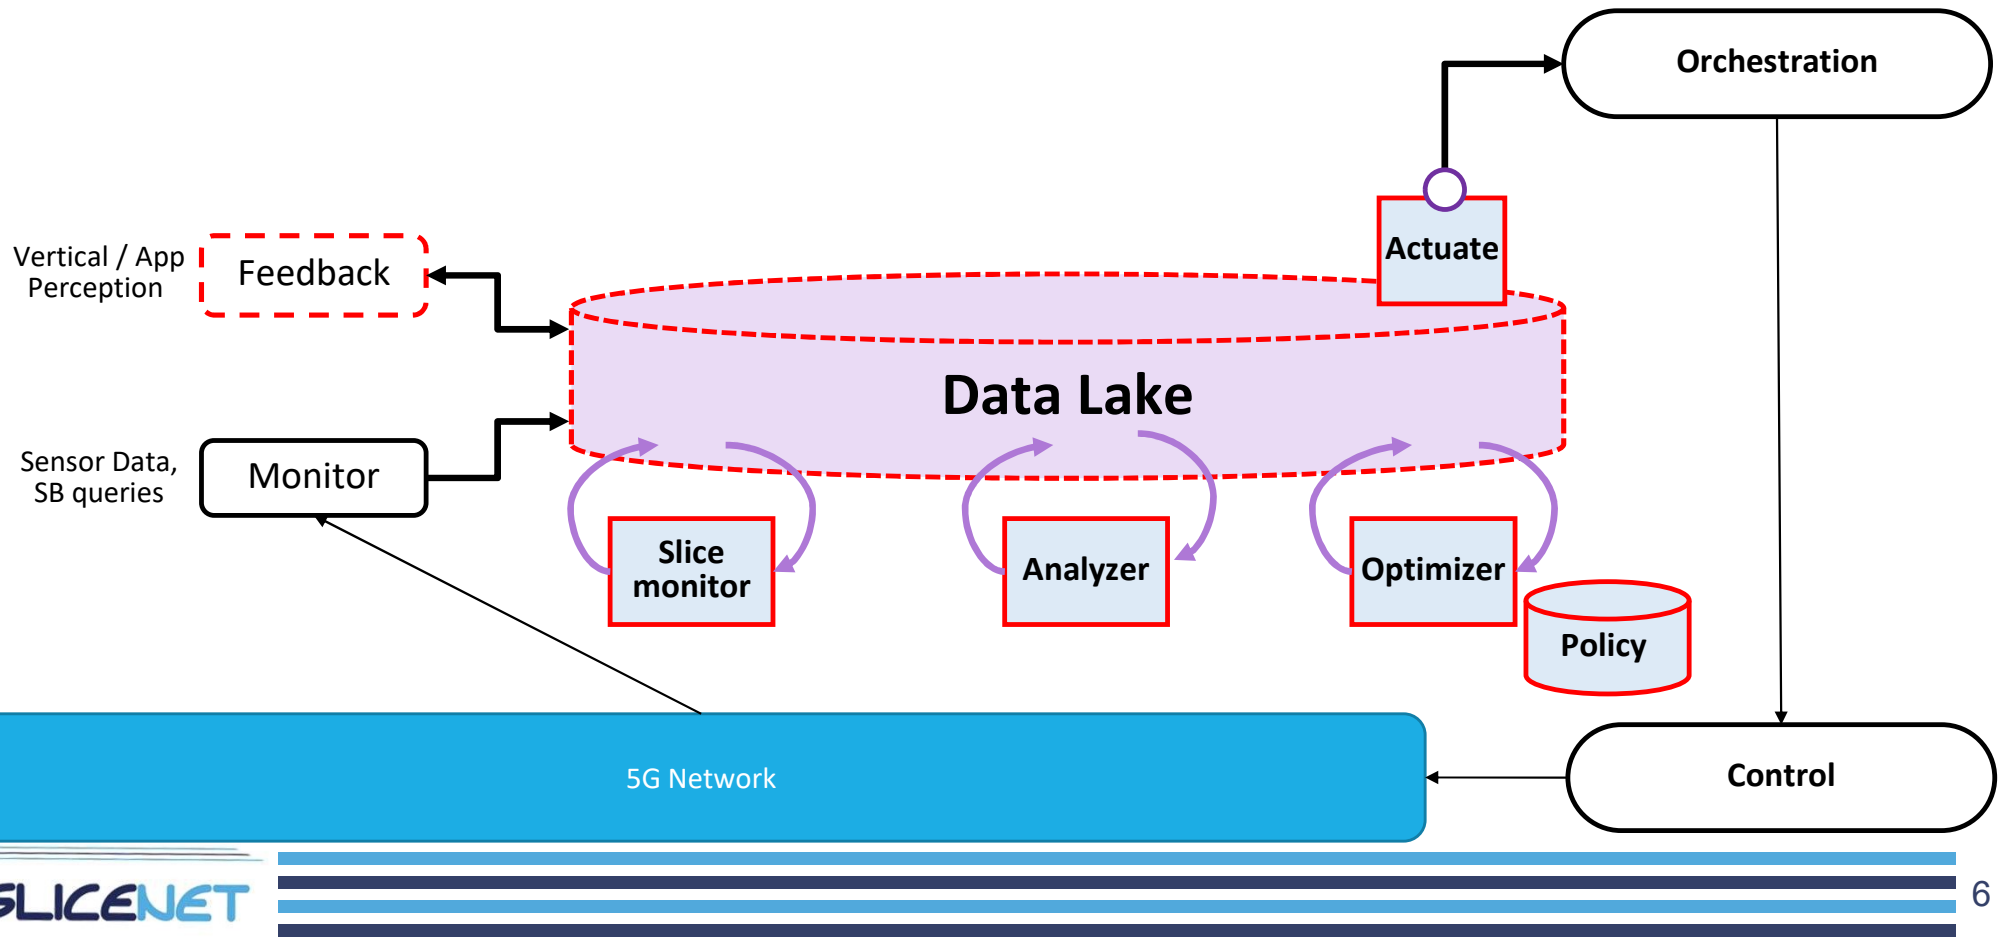 Orchestration
Actuate
Vertical / App
Perception
Feedback
Data Lake
Sensor Data,
SB queries
Monitor
Slice
monitor
Analyzer
Optimizer
Policy
5G Network
Control
SLICENET
6